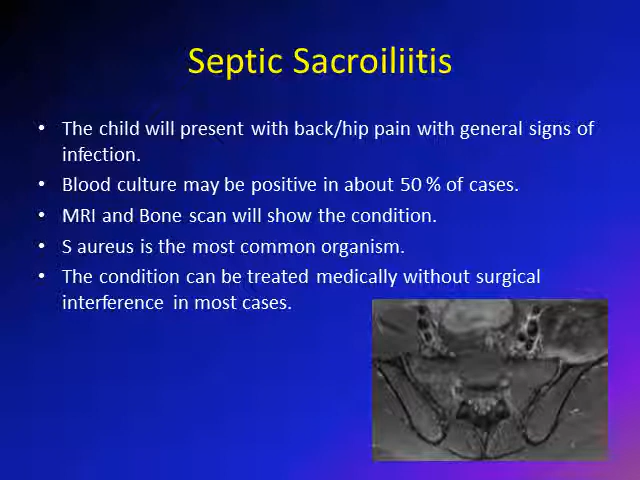 Septic Sacroiliitis
• The child will present with back/hip pain with general signs of
infection.
• Blood culture may be positive in about 50 % of cases.
• MRI and Bone scan will show the condition.
• S aureus is the most common organism.
• The condition can be treated medically without surgical
interference in most cases.